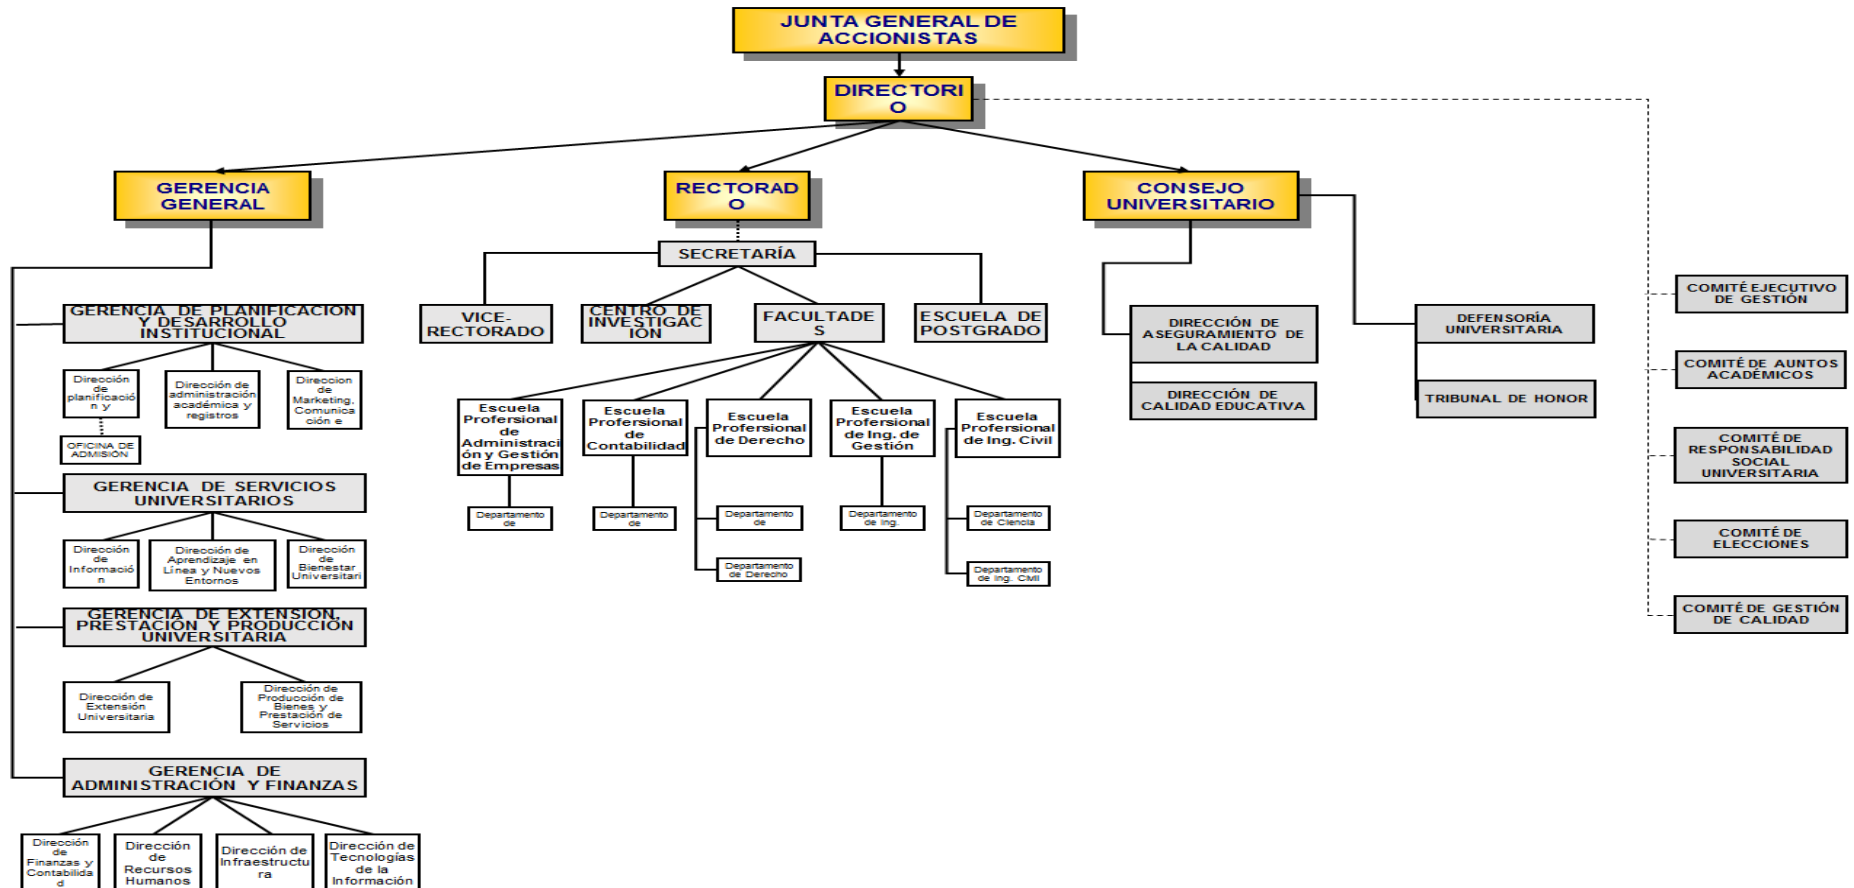 JUNTA GENERAL DE
ACCIONISTAS
DIRECTORI
O
GERENCIA
GENERAL
RECTORAD
O
CONSEJO
UNIVERSITARIO
SECRETARÍA
GERENCIA DE PLANIFICACIÓN
Y DESARROLLO
INSTITUCIONAL
VICE-
RECTORADO
CENTRO DE
INVESTIGAC
IÓN
FACULTADE
S
ESCUELA DE
POSTGRADO
DIRECCIÓN DE
ASEGURAMIENTO DE
LA CALIDAD
DIRECCIÓN DE
CALIDAD EDUCATIVA
DEFENSORÍA
UNIVERSITARIA
TRIBUNAL DE HONOR
COMITÉ EJECUTIVO
DE GESTIÓN
COMITÉ DE AUNTOS
ACADÉMICOS
COMITÉ DE
RESPONSABILIDAD
SOCIAL
UNIVERSITARIA
COMITÉ DE
ELECCIONES
COMITÉ DE GESTIÓN
DE CALIDAD
Dirección
de
planificació
n y
Dirección de
administración
académica y
registros
Direccion
de
Marketing,
Comunica
ción e
OFICINA DE
ADMISIÓN
Escuela
Profersional
de
Administraci
ón y Gestión
de Empresas
Escuela
Profersional
de
Contabilidad
Escuela
Profersional
de Derecho
Escuela
Profersional
de Ing. de
Gestión
Escuela
Profersional
de Ing. Civil
Departamento
de
Departamento
de
Departamento
de
Departamento
de Derecho
Departamento
de Ing.
Departamento
de Ciencia
Departamento
de Ing. Civil
GERENCIA DE SERVICIOS
UNIVERSITARIOS
Dirección
de
Informació
n
Dirección de
Aprendizaje en
Línea y Nuevos
Entornos
Dirección
de
Bienestar
Universitari
GERENCIA DE EXTENSIÓN,
PRESTACIÓN Y PRODUCCIÓN
UNIVERSITARIA
Dirección de
Extensión
Universitaria
Dirección de
Producción de
Bienes y
Prestación de
Servicios
GERENCIA DE
ADMINISTRACIÓN Y FINANZAS
Dirección
de
Finanzas y
Contabilida
d
Dirección
de
Recursos
Humanos
Dirección de
Infraestructu
ra
Dirección de
Tecnologías
de la
Información